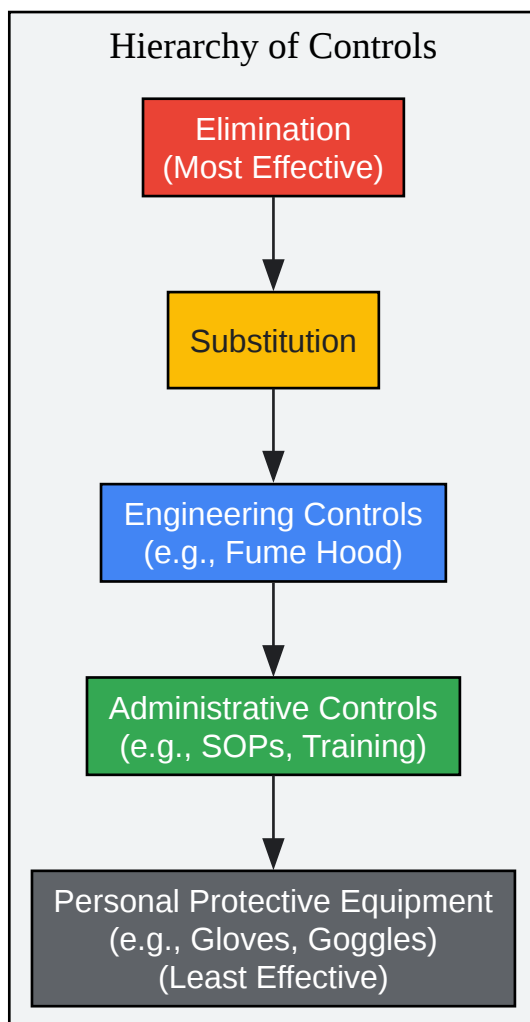 Hierarchy of Controls
Elimination
(Most Effective)
Substitution
Engineering Controls
(e.g., Fume Hood)
Administrative Controls
(e.g., SOPs, Training)
Personal Protective Equipment
(e.g., Gloves, Goggles)
(Least Effective)